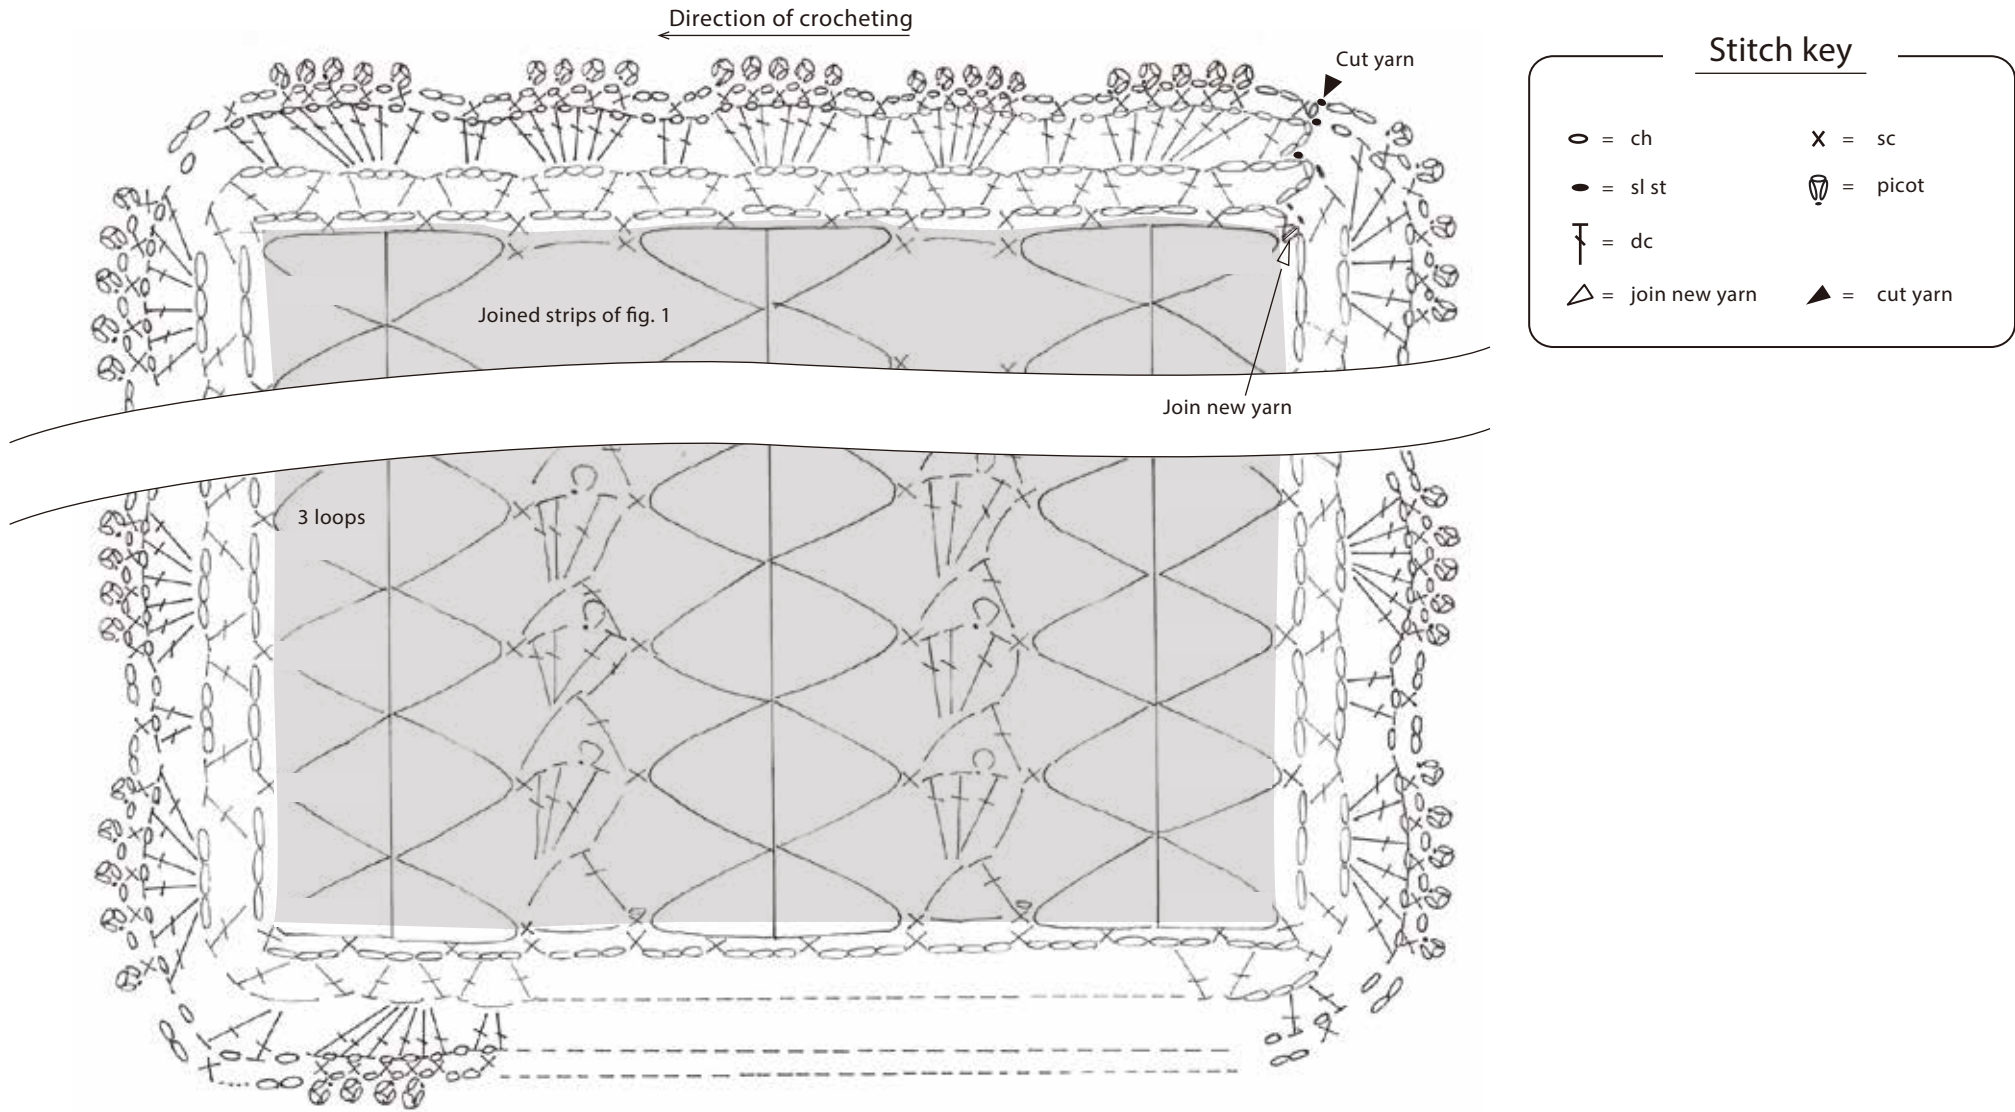 Direction of crocheting
Cut yarn
Joined strips of fig. 1
Join new yarn
3 loops
Stitch key
= ch
= sl st
= dc
= join new yarn
= sc
= picot
= cut yarn